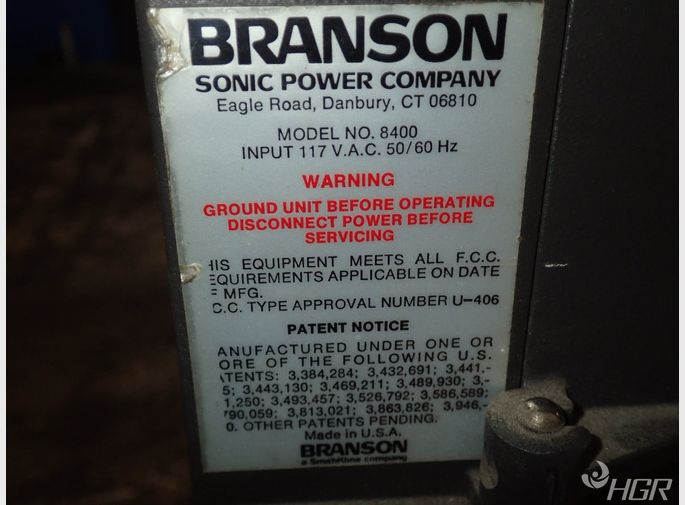 BRANSON
SONIC POWER COMPANY
Eagle Road, Danbury, CT 06810
MODEL NO. 8400
INPUT 117 V.A.C. 50/60 Hz
WARNING
GROUND UNIT BEFORE OPERATING
DISCONNECT POWER BEFORE
SERVICING
HIS EQUIPMENT MEETS ALL F.C.C.
EQUIREMENTS APPLICABLE ON DATE
F MFG.
.C.C. TYPE APPROVAL NUMBER U-406
PATENT NOTICE
ANUFACTURED UNDER ONE OR
ORE OF THE FOLLOWING U.S.
TENTS: 3,384,284; 3,432,691; 3,441,-
5; 3,443,130; 3,469,211; 3,489,930; 3,-
1,250; 3,493,457; 3,526,792; 3,586,589;
790,059; 3,813,021; 3,863,826; 3,946,-
0. OTHER PATENTS PENDING.
Made in U.S.A.
BRANSON
a SmithKline company
HGR